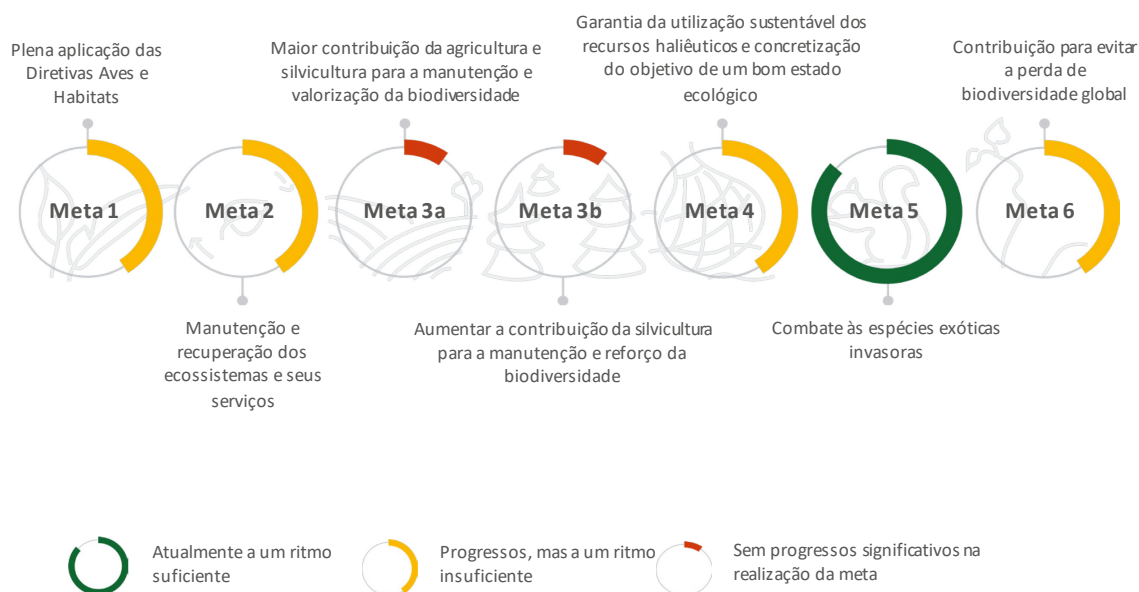 Plena aplicação das
Diretivas Aves e
Habitats
Maior contribuição da agricultura e
silvicultura para a manutenção e
valorização da biodiversidade
Garantia da utilização sustentável dos
recursos haliêuticos e concretização
do objetivo de um bom estado
ecológico
Contribuição para evitar
a perda de
biodiversidade global
Meta 1
Meta 2
Meta 3a
Meta 3b
Meta 4
Meta 5
Meta 6
Manutenção e
recuperação dos
ecossistemas e seus
serviços
Aumentar a contribuição da silvicultura
para a manutenção e reforço da
biodiversidade
Combate às espécies exóticas
invasoras
Atualmente a um ritmo
suficiente
Progressos, mas a um ritmo
insuficiente
Sem progressos significativos na
realização da meta